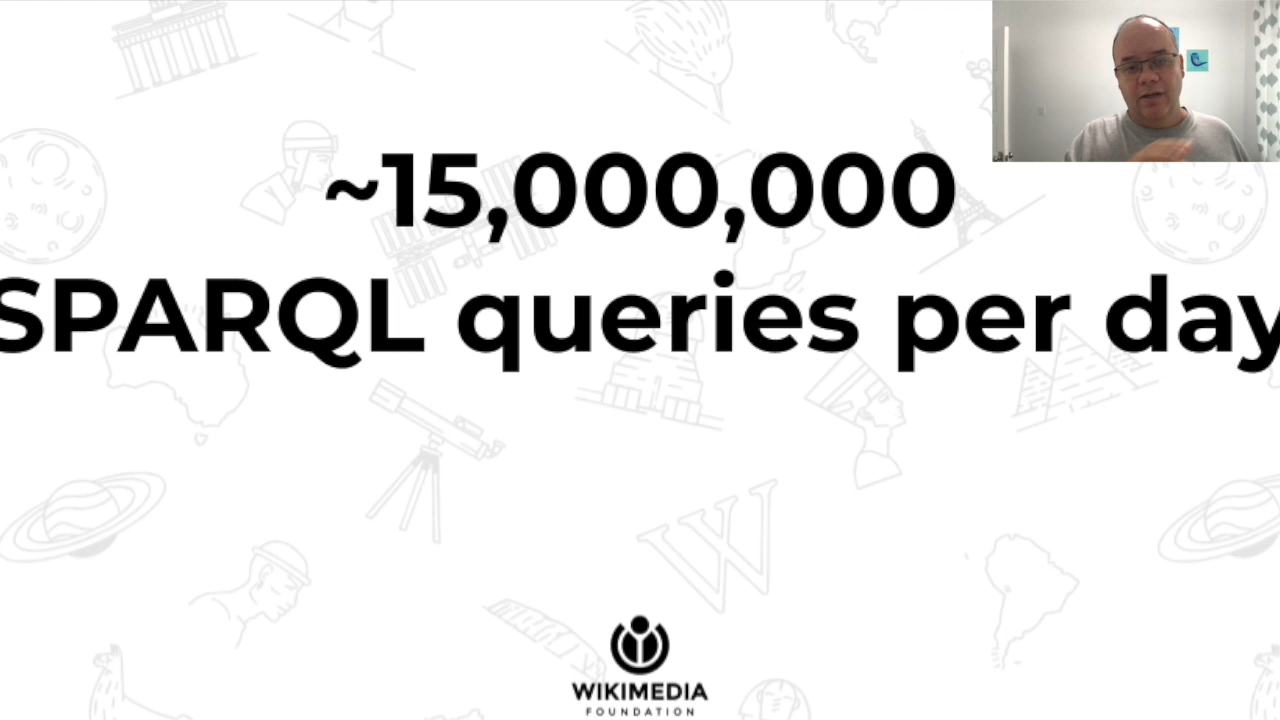 ~15,000,000
SPARQL queries per day
W
WIKIMEDIA
FOUNDATION